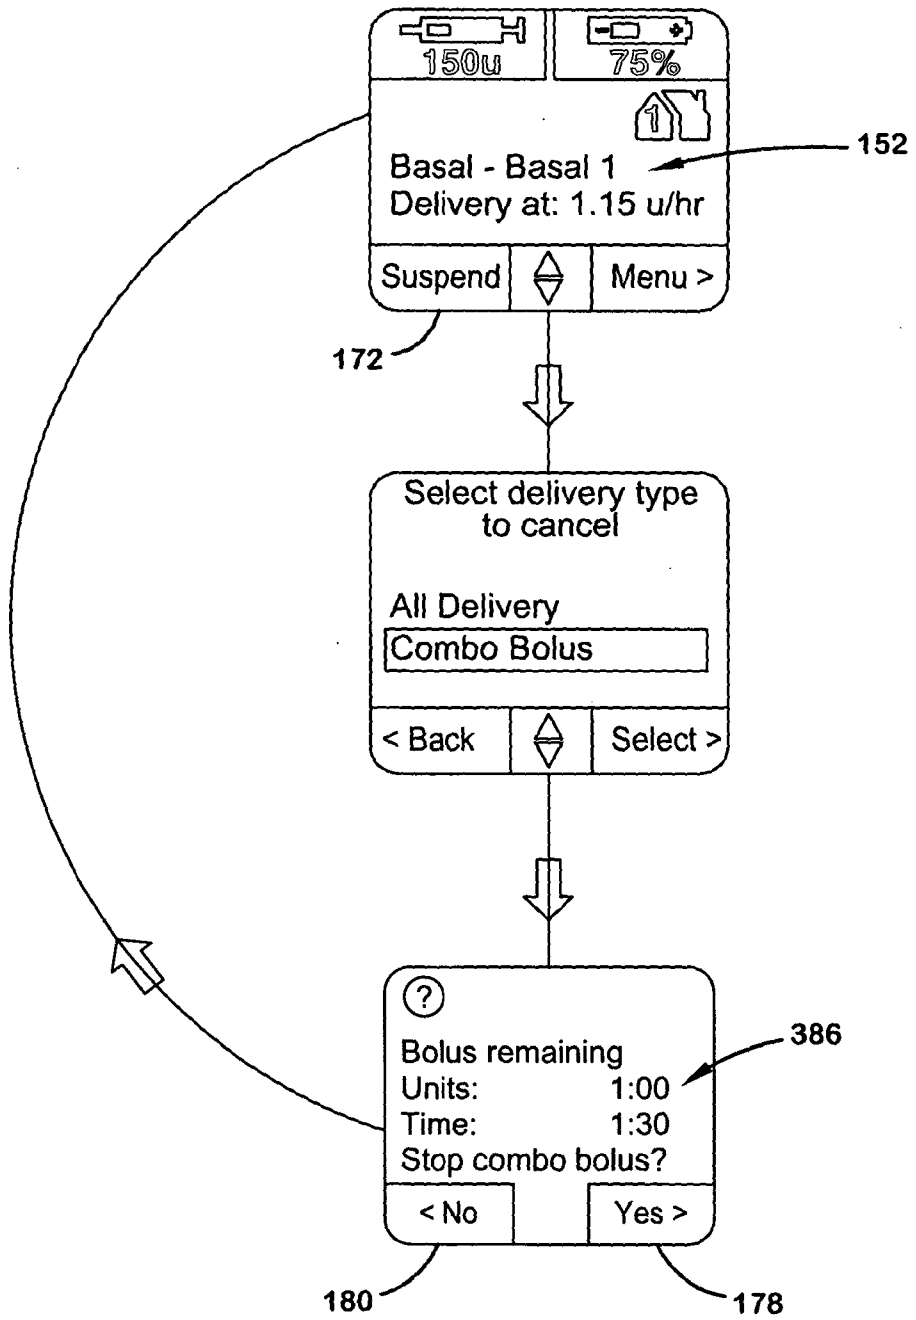 150u 75%
1
152
Basal - Basal 1
Delivery at: 1.15 u/hr
Suspend Menu >
172
Select delivery type
to cancel
All Delivery
Combo Bolus
< Back Select >
?
386
Bolus remaining
Units: 1:00
Time: 1:30
Stop combo bolus?
< No Yes >
180 178